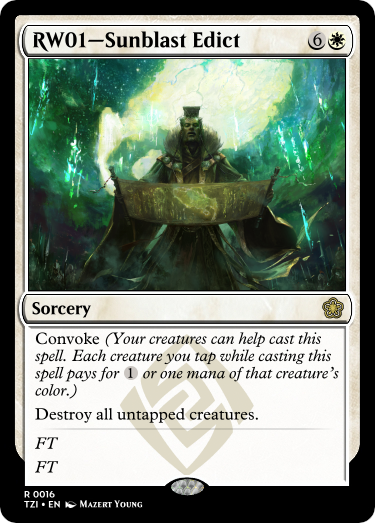 RW01—Sunblast Edict 6
Sorcery
Convoke (Your creatures can help cast this
spell. Each creature you tap while casting this
spell pays for 1 or one mana of that creature's
color.)
Destroy all untapped creatures.
FT
FT
R 0016
TZI • EN Mazert Young